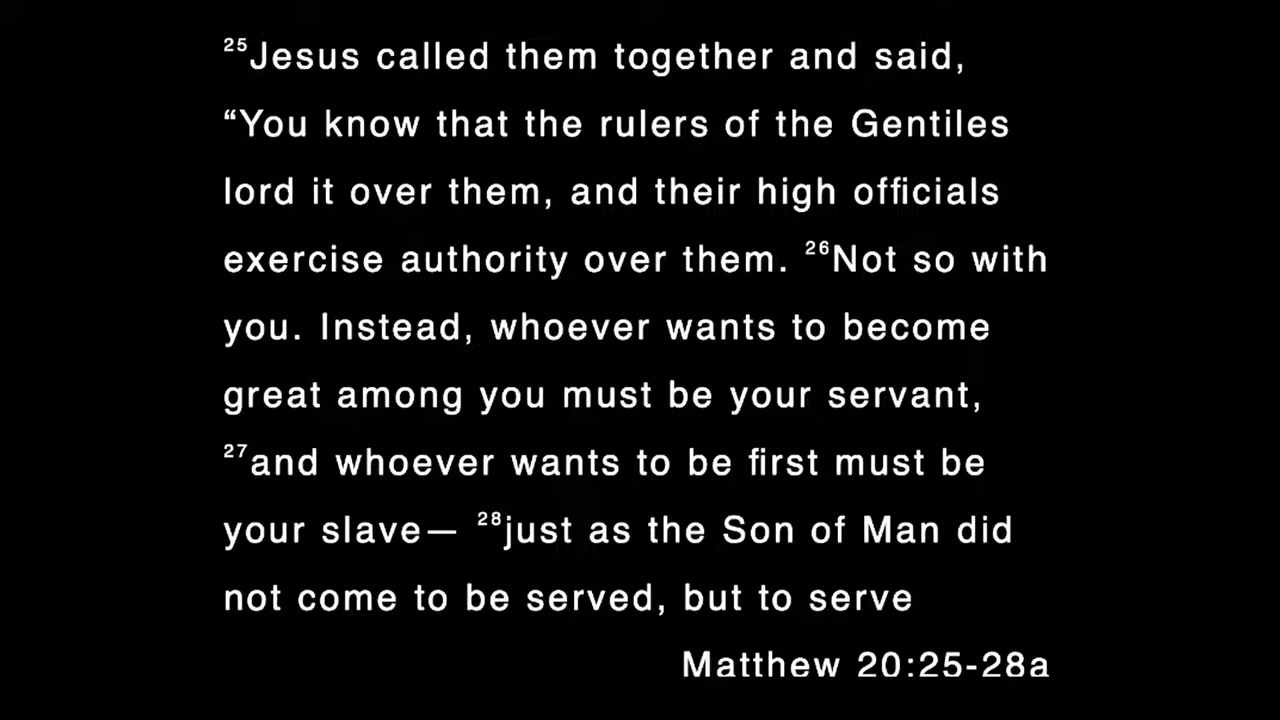 ²⁵Jesus called them together and said,
“You know that the rulers of the Gentiles
lord it over them, and their high officials
exercise authority over them. ²⁶Not so with
you. Instead, whoever wants to become
great among you must be your servant,
²⁷and whoever wants to be first must be
your slave— ²⁸just as the Son of Man did
not come to be served, but to serve
Matthew 20:25-28a